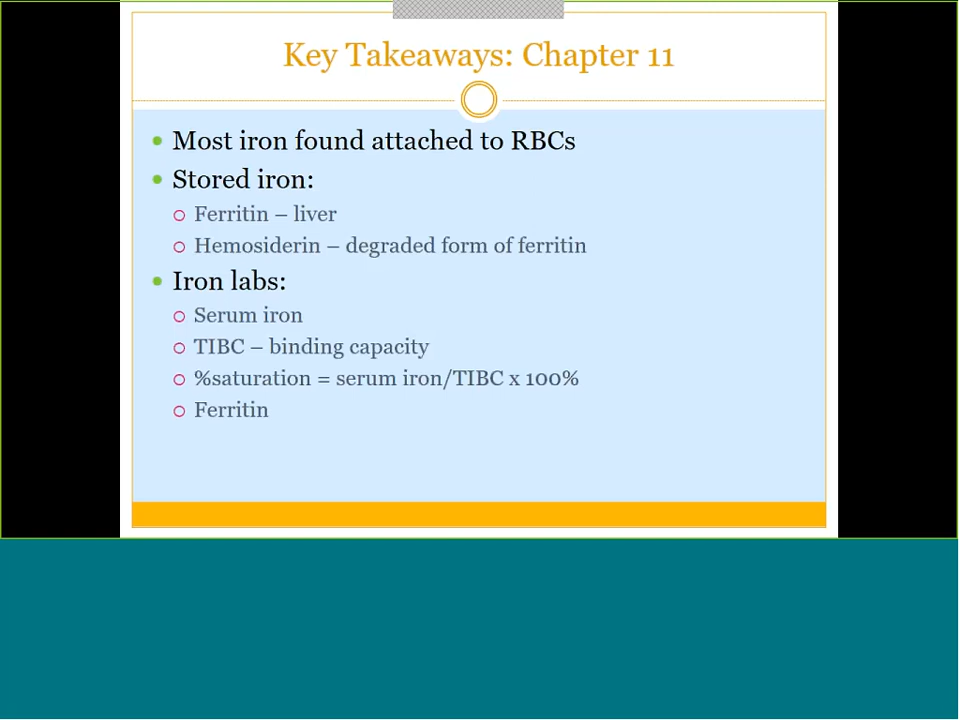 Key Takeaways: Chapter 11
Most iron found attached to RBCs
Stored iron:
Ferritin – liver
Hemosiderin – degraded form of ferritin
Iron labs:
Serum iron
TIBC – binding capacity
%saturation = serum iron/TIBC x 100%
Ferritin